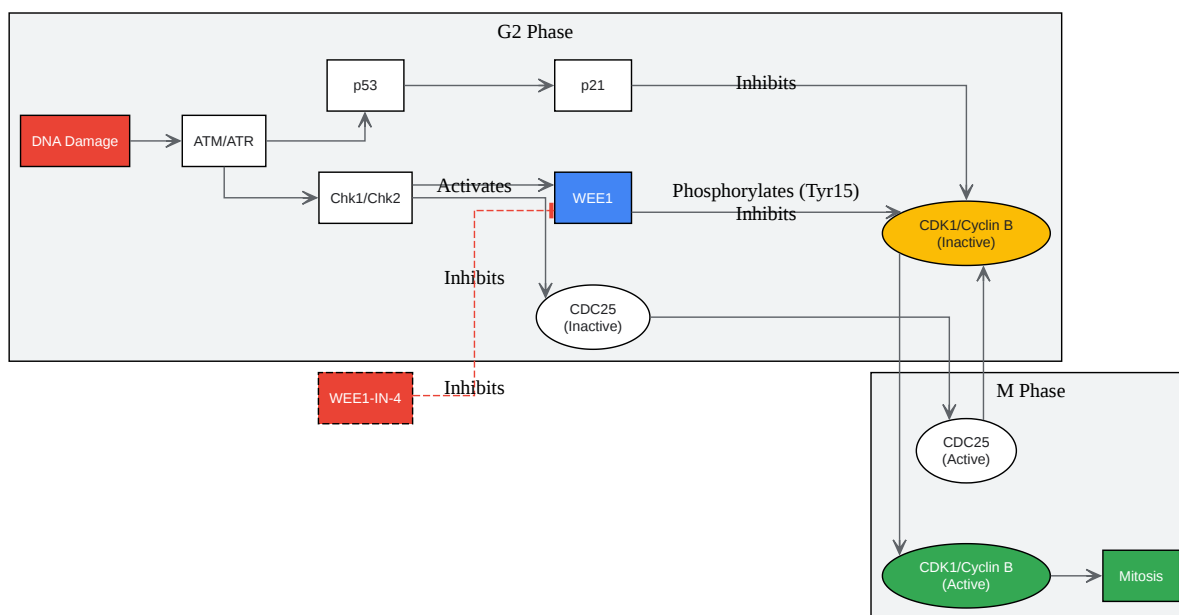 G2 Phase
p53
p21
Inhibits
DNA Damage
ATM/ATR
Chk1/Chk2
Activates
WEE1
Phosphorylates (Tyr15)
Inhibits
CDK1/Cyclin B
(Inactive)
Inhibits
CDC25
(Inactive)
WEE1-IN-4
Inhibits
M Phase
CDC25
(Active)
CDK1/Cyclin B
(Active)
Mitosis